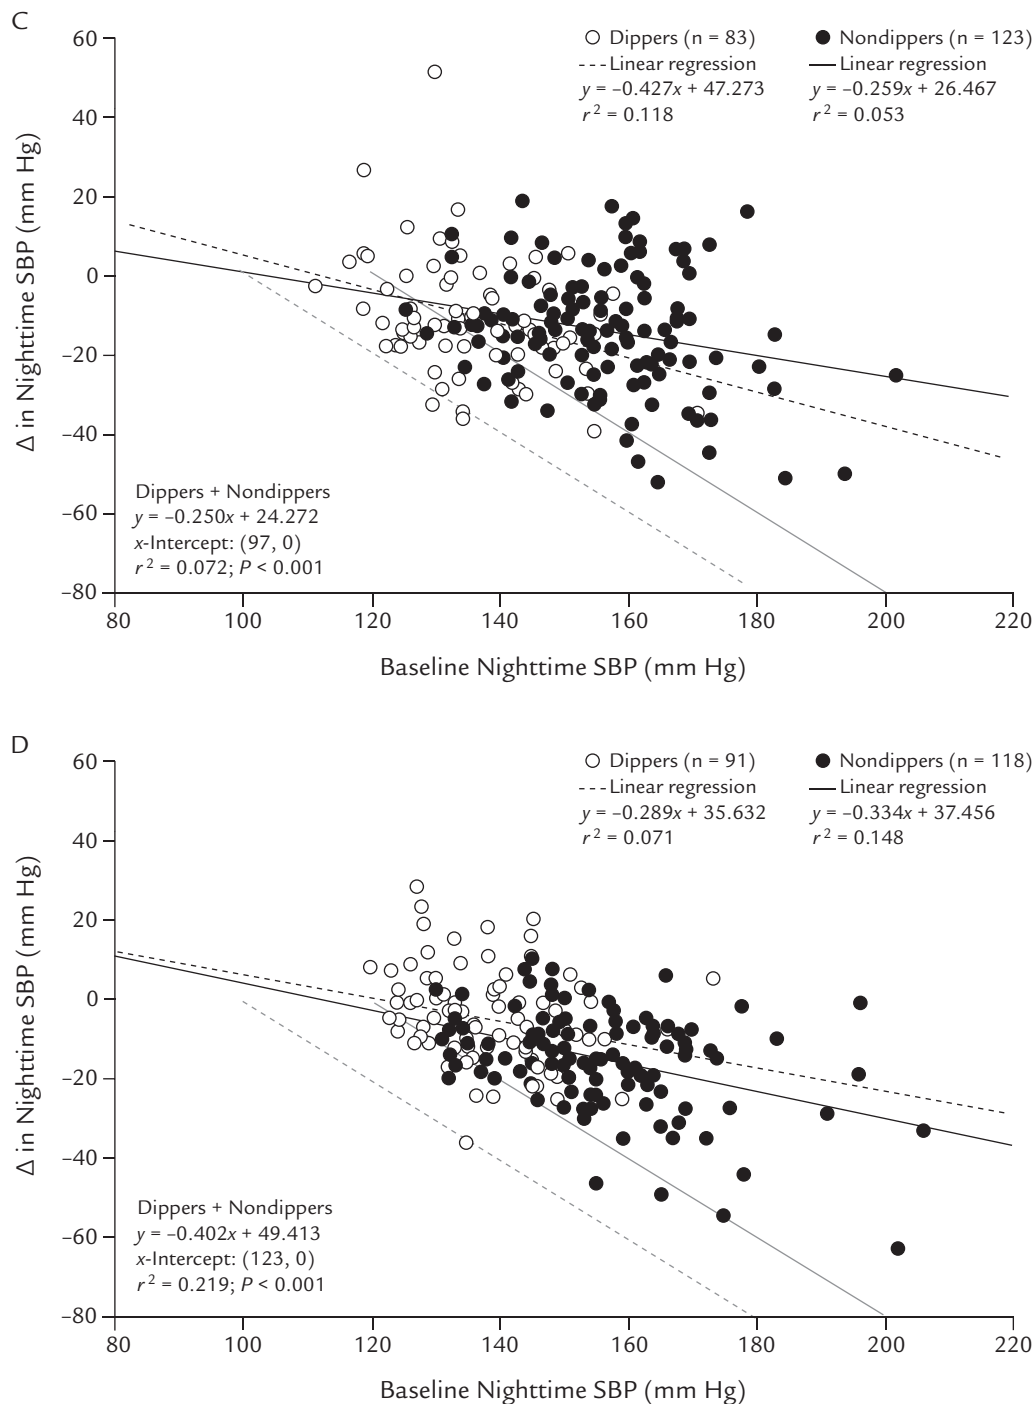 C
60
40
20
0
–20
–40
–60
–80
Δ in Nighttime SBP (mm Hg)
Dippers (n = 83)
Linear regression
y = –0.427x + 47.273
r² = 0.118
Nondippers (n = 123)
Linear regression
y = –0.259x + 26.467
r² = 0.053
Dippers + Nondippers
y = –0.250x + 24.272
x-Intercept: (97, 0)
r² = 0.072; P < 0.001
80 100 120 140 160 180 200 220
Baseline Nighttime SBP (mm Hg)
D
60
40
20
0
–20
–40
–60
–80
Δ in Nighttime SBP (mm Hg)
Dippers (n = 91)
Linear regression
y = –0.289x + 35.632
r² = 0.071
Nondippers (n = 118)
Linear regression
y = –0.334x + 37.456
r² = 0.148
Dippers + Nondippers
y = –0.402x + 49.413
x-Intercept: (123, 0)
r² = 0.219; P < 0.001
80 100 120 140 160 180 200 220
Baseline Nighttime SBP (mm Hg)